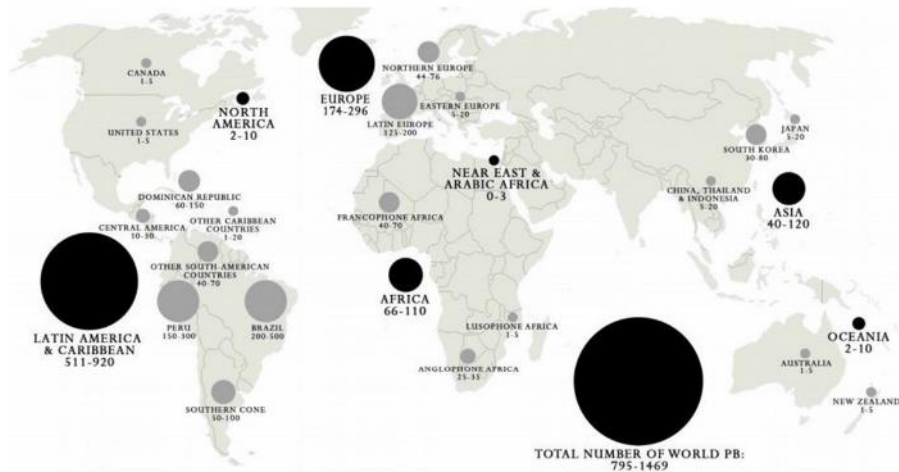 CANADA
1-5
NORTH
AMERICA
2-10
UNITED STATES
1-5
DOMINICAN REPUBLIC
60-150
CENTRAL AMERICA
10-30
OTHER CARIBBEAN
COUNTRIES
1-20
OTHER SOUTH-AMERICAN
COUNTRIES
40-70
LATIN AMERICA
& CARIBBEAN
511-920
PERU
150-300
BRAZIL
200-500
SOUTHERN CONE
50-100
EUROPE
174-296
NORTHERN EUROPE
44-76
EASTERN EUROPE
5-20
LATIN EUROPE
125-200
NEAR EAST &
ARABIC AFRICA
0-3
FRANCOPHONE AFRICA
40-70
AFRICA
66-110
LUSOPHONE AFRICA
1-5
ANGLOPHONE AFRICA
25-35
JAPAN
5-20
SOUTH KOREA
30-80
CHINA, THAILAND
& INDONESIA
5-20
ASIA
40-120
OCEANIA
2-10
AUSTRALIA
1-5
NEW ZEALAND
1-5
TOTAL NUMBER OF WORLD PB:
795-1469